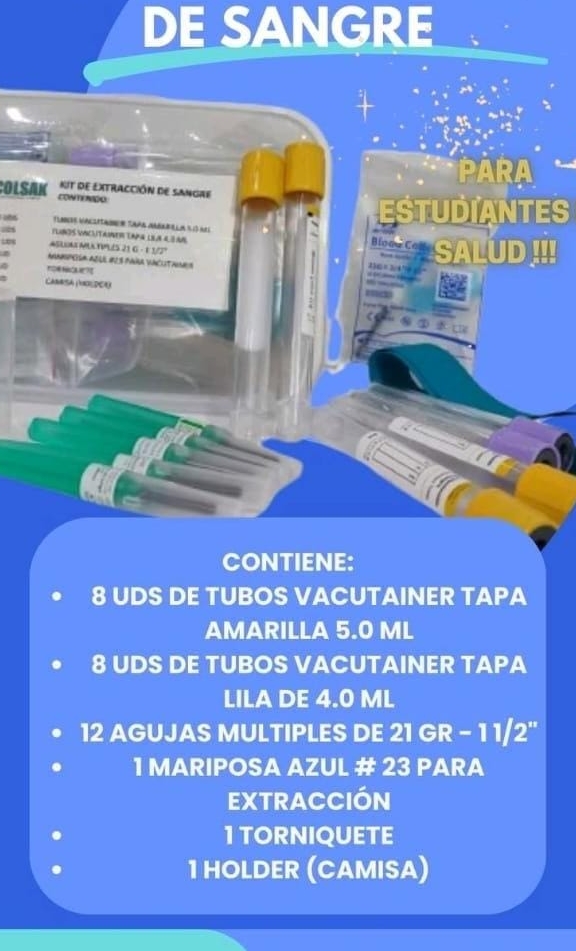 DE SANGRE
PARA
ESTUDIANTES
SALUD !!!
COLSAK
KIT DE EXTRACCIÓN DE SANGRE
CONTENIDO:
TUBOS VACUTAINER TAPA AMARILLA 5.0 ML
TUBOS VACUTAINER TAPA LILA 4.0 ML
AGUJAS MULTIPLES 21 G - 1 1/2"
MARIPOSA AZUL #23 PARA VACUTAINER
TORNIQUETE
CAMISA (HOLDER)
Blood
CONTIENE:
• 8 UDS DE TUBOS VACUTAINER TAPA
AMARILLA 5.0 ML
• 8 UDS DE TUBOS VACUTAINER TAPA
LILA DE 4.0 ML
• 12 AGUJAS MULTIPLES DE 21 GR - 1 1/2"
• 1 MARIPOSA AZUL # 23 PARA
EXTRACCIÓN
• 1 TORNIQUETE
• 1 HOLDER (CAMISA)